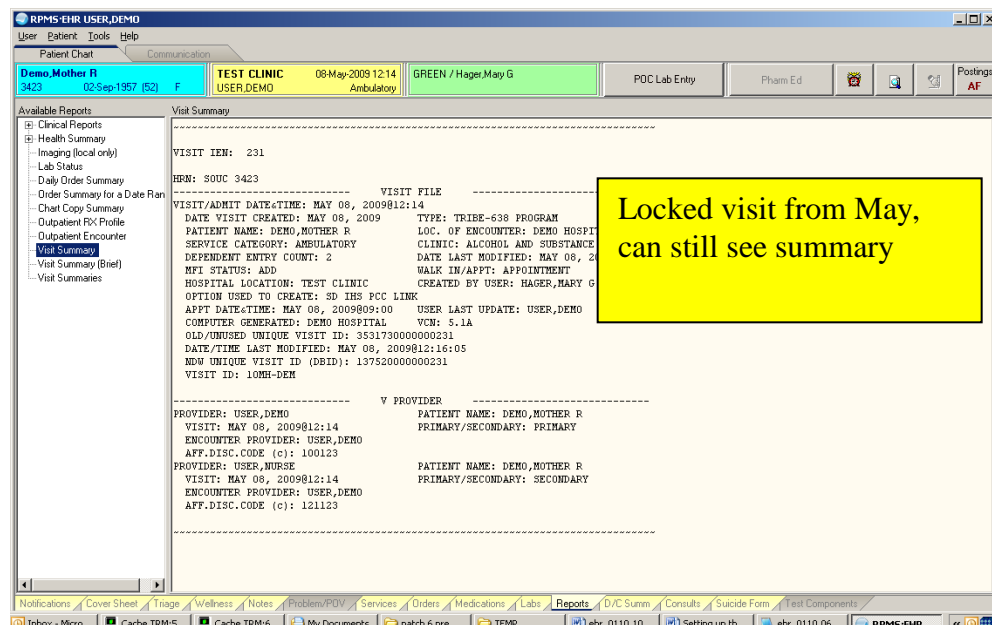 RPMS-EHR USER,DEMO
User Patient Tools Help
Patient Chart Communication
Demo,Mother R
3423 02-Sep-1957 (52) F
TEST CLINIC 08-May-2009 12:14
USER,DEMO Ambulatory
GREEN / Hager,Mary G
POC Lab Entry
Pharm Ed
Postings
AF
Available Reports
Clinical Reports
Health Summary
Imaging (local only)
Lab Status
Daily Order Summary
Order Summary for a Date Ran
Chart Copy Summary
Outpatient RX Profile
Outpatient Encounter
Visit Summary
Visit Summary (Brief)
Visit Summaries
Visit Summary
~~~~~~~~~~~~~~~~~~~~~~~~~~~~~~~~~~~~~~~~~~~~~~~~~~~~~~~~~~~~~~~~~~~~~~~~~~~~~~~
VISIT IEN: 231
HRN: SOUC 3423
----------------------------- VISIT FILE --------------------
VISIT/ADMIT DATE&TIME: MAY 08, 2009@12:14
DATE VISIT CREATED: MAY 08, 2009 TYPE: TRIBE-638 PROGRAM
PATIENT NAME: DEMO,MOTHER R LOC. OF ENCOUNTER: DEMO HOSPIT
SERVICE CATEGORY: AMBULATORY CLINIC: ALCOHOL AND SUBSTANCE
DEPENDENT ENTRY COUNT: 2 DATE LAST MODIFIED: MAY 08, 20
MFI STATUS: ADD WALK IN/APPT: APPOINTMENT
HOSPITAL LOCATION: TEST CLINIC CREATED BY USER: HAGER,MARY G
OPTION USED TO CREATE: SD IHS PCC LINK
APPT DATE&TIME: MAY 08, 2009@09:00 USER LAST UPDATE: USER,DEMO
COMPUTER GENERATED: DEMO HOSPITAL VCN: 5.1A
OLD/UNUSED UNIQUE VISIT ID: 3531730000000231
DATE/TIME LAST MODIFIED: MAY 08, 2009@12:16:05
NDW UNIQUE VISIT ID (DBID): 137520000000231
VISIT ID: 10MH-DEM
----------------------------- V PROVIDER -----------------------------
PROVIDER: USER,DEMO PATIENT NAME: DEMO,MOTHER R
VISIT: MAY 08, 2009@12:14 PRIMARY/SECONDARY: PRIMARY
ENCOUNTER PROVIDER: USER,DEMO
AFF.DISC.CODE (c): 100123
PROVIDER: USER,NURSE PATIENT NAME: DEMO,MOTHER R
VISIT: MAY 08, 2009@12:14 PRIMARY/SECONDARY: SECONDARY
ENCOUNTER PROVIDER: USER,DEMO
AFF.DISC.CODE (c): 121123
~~~~~~~~~~~~~~~~~~~~~~~~~~~~~~~~~~~~~~~~~~~~~~~~~~~~~~~~~~~~~~~~~~~~~~~~~~~~~~~
Locked visit from May,
can still see summary
Notifications Cover Sheet Triage Wellness Notes Problem/POV Services Orders Medications Labs Reports D/C Summ Consults Suicide Form Test Components
Inbox - Micro... Cache TRM:5... Cache TRM:6... My Documents patch 6 pre... TEMP ehr_0110.10... Setting up th... ehr_0110.06... RPMS-EHR